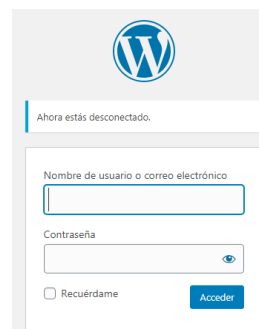 Ahora estás desconectado.
Nombre de usuario o correo electrónico
Contraseña
Recuérdame
Acceder